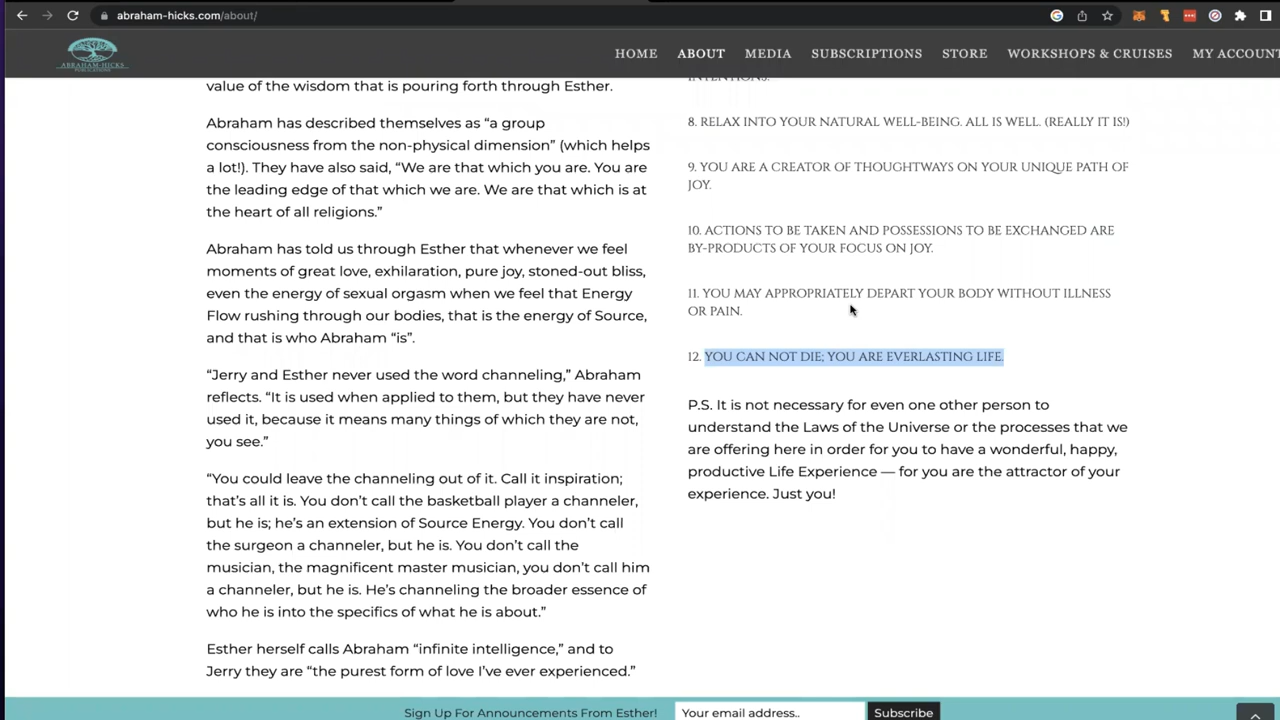 abraham-hicks.com/about/
ABRAHAM-HICKS
PUBLICATIONS
HOME
ABOUT
MEDIA
SUBSCRIPTIONS
STORE
WORKSHOPS & CRUISES
MY ACCOUNT
value of the wisdom that is pouring forth through Esther.
Abraham has described themselves as “a group
consciousness from the non-physical dimension” (which helps
a lot!). They have also said, “We are that which you are. You are
the leading edge of that which we are. We are that which is at
the heart of all religions.”
Abraham has told us through Esther that whenever we feel
moments of great love, exhilaration, pure joy, stoned-out bliss,
even the energy of sexual orgasm when we feel that Energy
Flow rushing through our bodies, that is the energy of Source,
and that is who Abraham “is”.
“Jerry and Esther never used the word channeling,” Abraham
reflects. “It is used when applied to them, but they have never
used it, because it means many things of which they are not,
you see.”
“You could leave the channeling out of it. Call it inspiration;
that’s all it is. You don’t call the basketball player a channeler,
but he is; he’s an extension of Source Energy. You don’t call
the surgeon a channeler, but he is. You don’t call the
musician, the magnificent master musician, you don’t call him
a channeler, but he is. He’s channeling the broader essence of
who he is into the specifics of what he is about.”
Esther herself calls Abraham “infinite intelligence,” and to
Jerry they are “the purest form of love I’ve ever experienced.”
INTENTIONS.
8. RELAX INTO YOUR NATURAL WELL-BEING. ALL IS WELL. (REALLY IT IS!)
9. YOU ARE A CREATOR OF THOUGHTWAYS ON YOUR UNIQUE PATH OF
JOY.
10. ACTIONS TO BE TAKEN AND POSSESSIONS TO BE EXCHANGED ARE
BY-PRODUCTS OF YOUR FOCUS ON JOY.
11. YOU MAY APPROPRIATELY DEPART YOUR BODY WITHOUT ILLNESS
OR PAIN.
12. YOU CAN NOT DIE; YOU ARE EVERLASTING LIFE.
P.S. It is not necessary for even one other person to
understand the Laws of the Universe or the processes that we
are offering here in order for you to have a wonderful, happy,
productive Life Experience — for you are the attractor of your
experience. Just you!
Sign Up For Announcements From Esther!
Your email address..
Subscribe